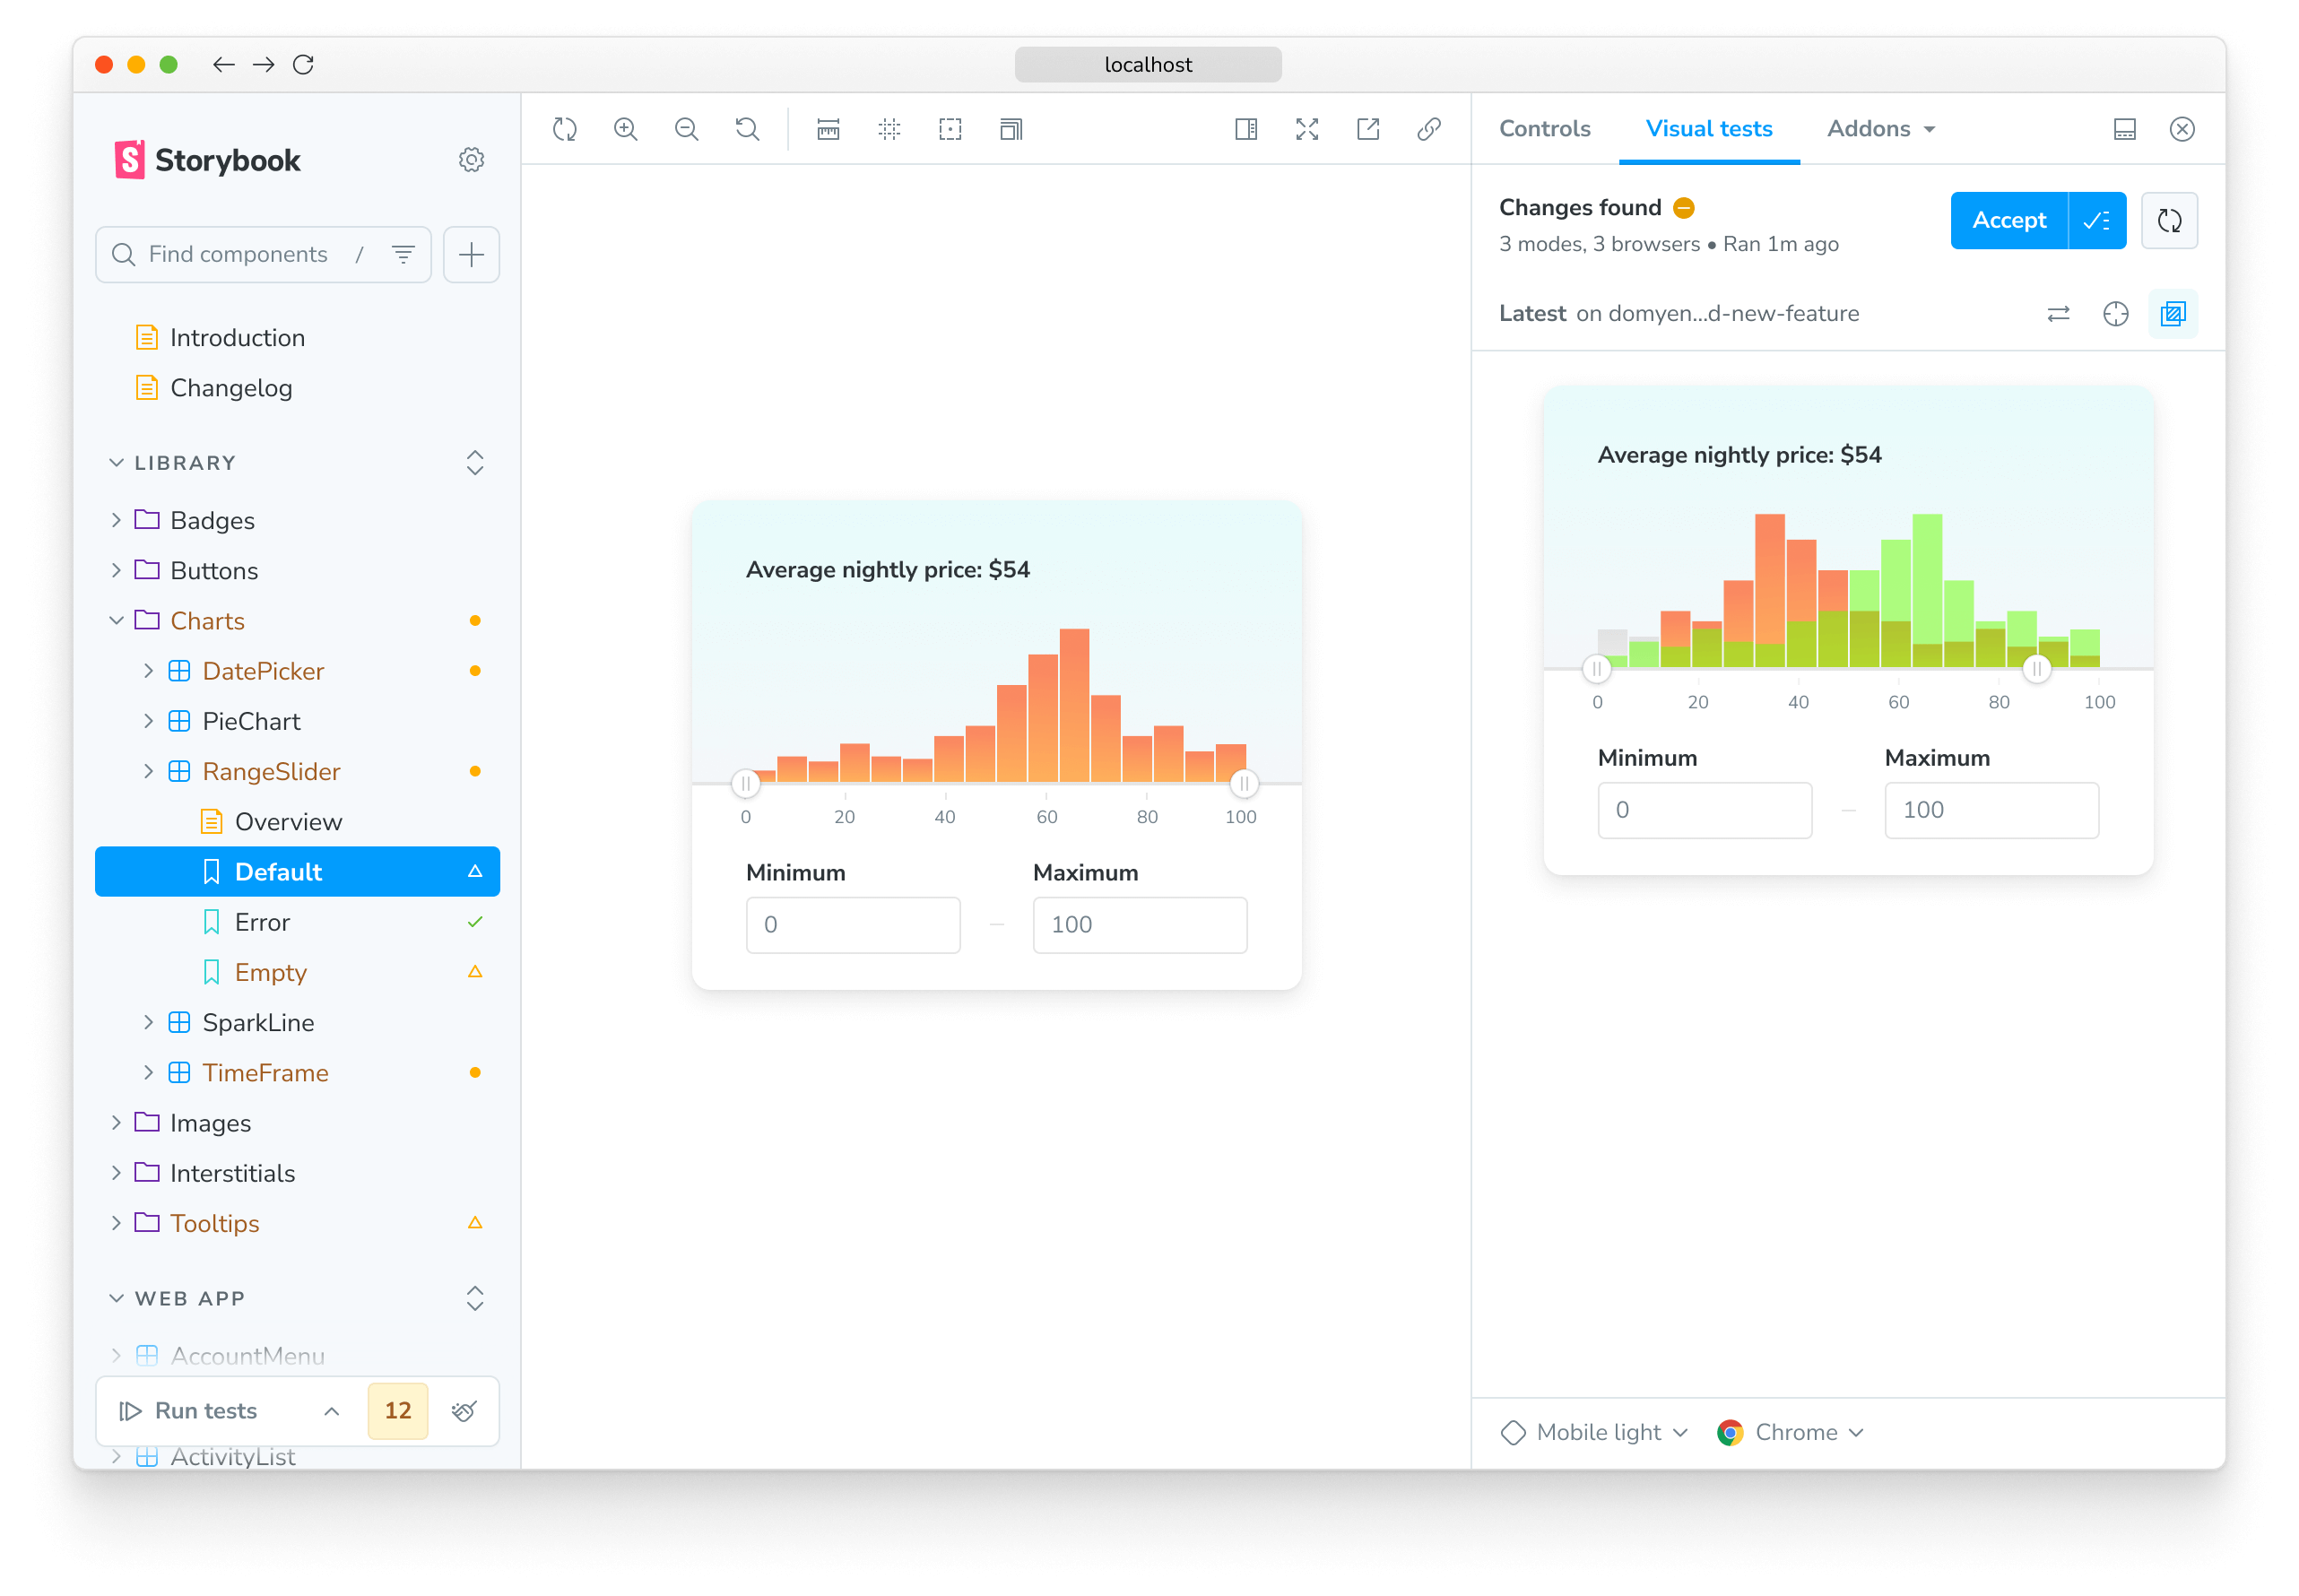 localhost
Storybook
Find components /
Introduction
Changelog
LIBRARY
Badges
Buttons
Charts
DatePicker
PieChart
RangeSlider
Overview
Default
Error
Empty
SparkLine
TimeFrame
Images
Interstitials
Tooltips
WEB APP
AccountMenu
Run tests 12
ActivityList
Average nightly price: $54
0 20 40 60 80 100
Minimum Maximum
0 – 100
Controls Visual tests Addons
Changes found
3 modes, 3 browsers • Ran 1m ago
Accept
Latest on domyen...d-new-feature
Average nightly price: $54
0 20 40 60 80 100
Minimum Maximum
0 – 100
Mobile light Chrome